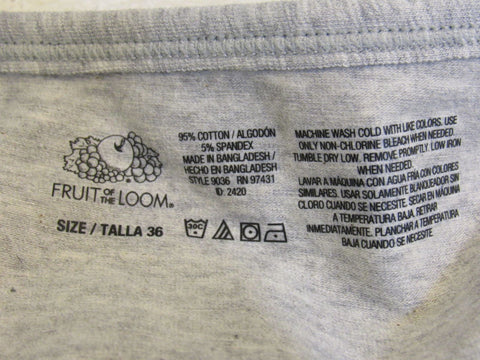 FRUIT OF THE LOOM®
SIZE / TALLA 36
95% COTTON / ALGODÓN
5% SPANDEX
MADE IN BANGLADESH /
HECHO EN BANGLADESH
STYLE 9036 RN 97431
ID: 2420
30C
MACHINE WASH COLD WITH LIKE COLORS. USE
ONLY NON-CHLORINE BLEACH WHEN NEEDED.
TUMBLE DRY LOW. REMOVE PROMPTLY. LOW IRON
WHEN NEEDED.
LAVAR A MÁQUINA CON AGUA FRÍA CON COLORES
SIMILARES. USAR SOLAMENTE BLANQUEADOR SIN
CLORO CUANDO SE NECESITE. SECAR EN MÁQUINA
A TEMPERATURA BAJA. RETIRAR
INMEDIATAMENTE. PLANCHAR A TEMPERATURA
BAJA CUANDO SE NECESITE